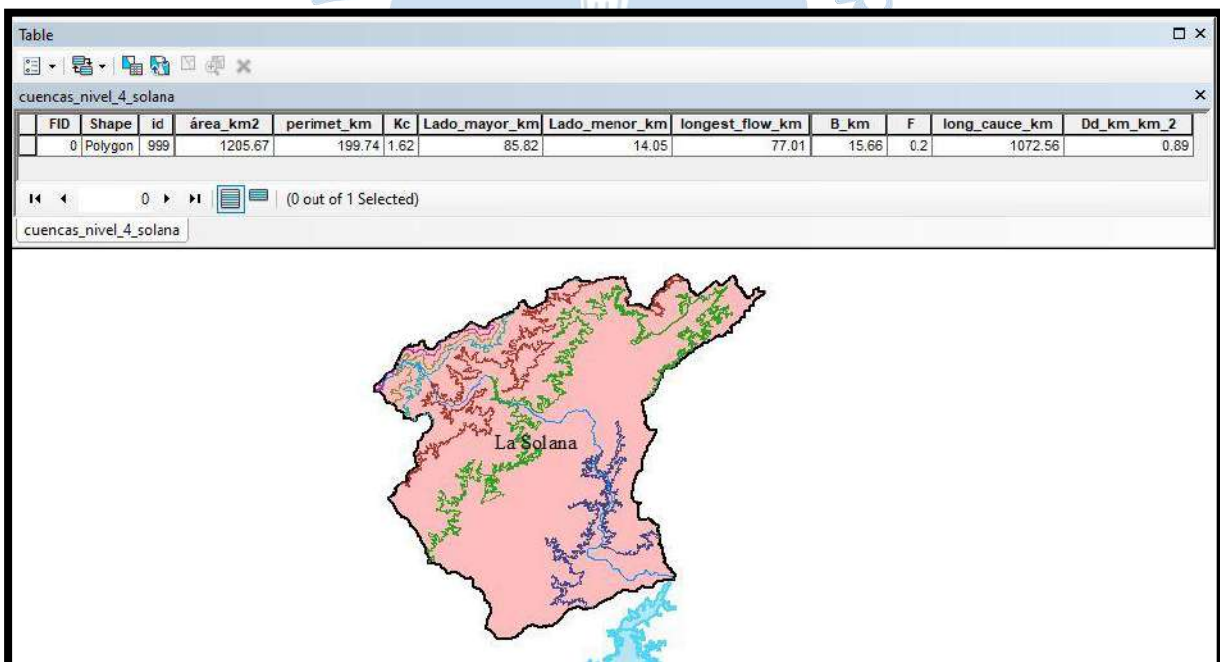 Table
cuencas_nivel_4_solana
FID Shape id área_km2 perimet_km Kc Lado_mayor_km Lado_menor_km longest_flow_km B_km F long_cauce_km Dd_km_km_2
0 Polygon 999 1205.67 199.74 1.62 85.82 14.05 77.01 15.66 0.2 1072.56 0.89
0 (0 out of 1 Selected)
cuencas_nivel_4_solana
La Solana